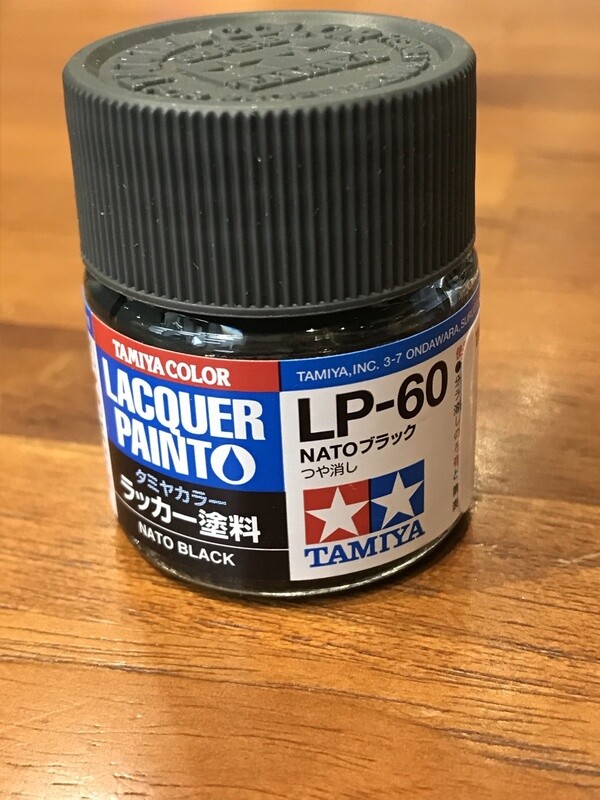 TAMIYA COLOR
LACQUER
PAINT
タミヤカラー
ラッカー塗料
NATO BLACK
TAMIYA, INC. 3-7 ONDAWARA,
LP-60
NATOブラック
つや消し
TAMIYA